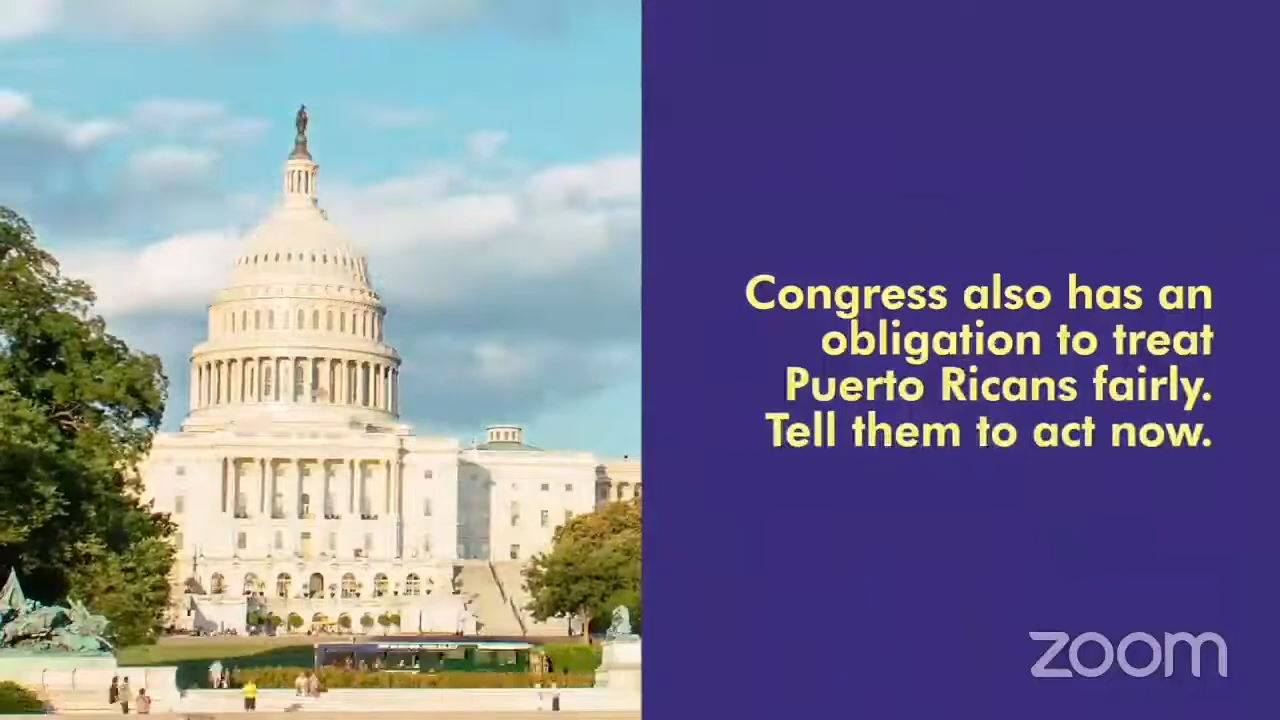 Congress also has an
obligation to treat
Puerto Ricans fairly.
Tell them to act now.
zoom